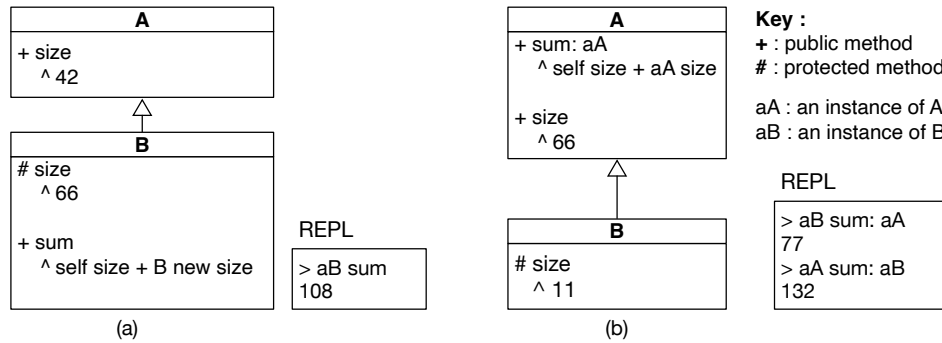 A
+ size
^ 42
B
# size
^ 66
+ sum
^ self size + B new size
REPL
> aB sum
108
(a)
A
+ sum: aA
^ self size + aA size
+ size
^ 66
B
# size
^ 11
(b)
Key :
+ : public method
# : protected method
aA : an instance of A
aB : an instance of B
REPL
> aB sum: aA
77
> aA sum: aB
132